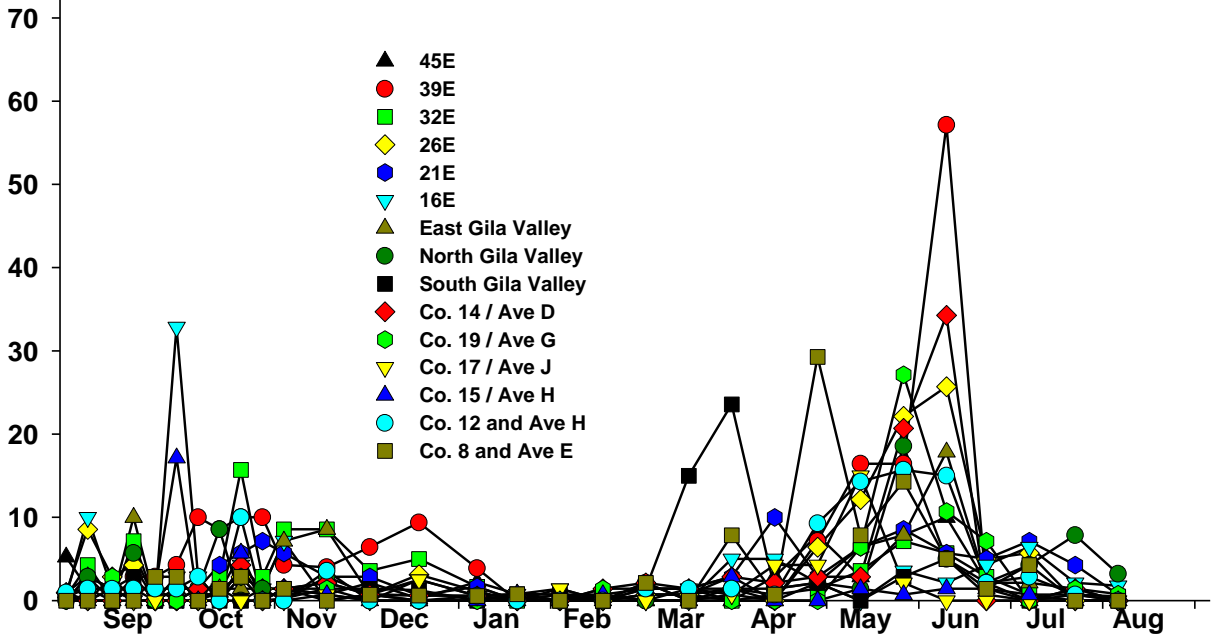 70
60
50
40
30
20
10
0
45E
39E
32E
26E
21E
16E
East Gila Valley
North Gila Valley
South Gila Valley
Co. 14 / Ave D
Co. 19 / Ave G
Co. 17 / Ave J
Co. 15 / Ave H
Co. 12 and Ave H
Co. 8 and Ave E
Sep Oct Nov Dec Jan Feb Mar Apr May Jun Jul Aug